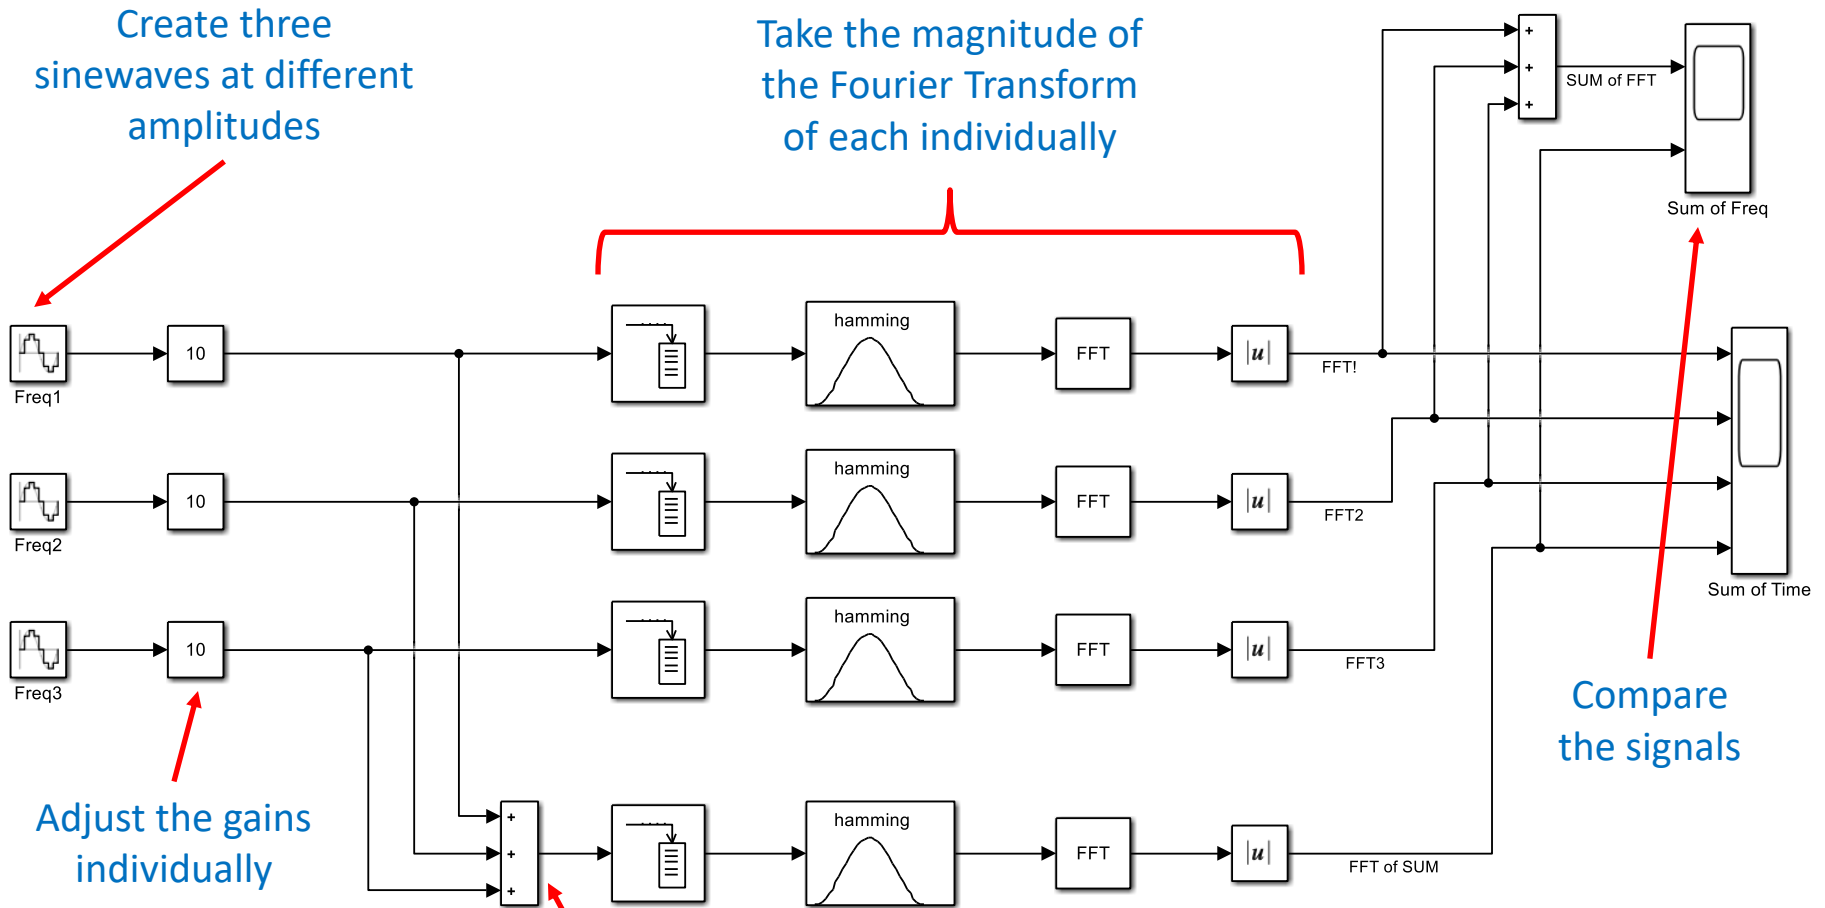 Create three
sinewaves at different
amplitudes
Take the magnitude of
the Fourier Transform
of each individually
+
+
+
SUM of FFT
Sum of Freq
Freq1
10
hamming
FFT
|u|
FFT!
Freq2
10
hamming
FFT
|u|
FFT2
Freq3
10
hamming
FFT
|u|
FFT3
Sum of Time
Compare
the signals
Adjust the gains
individually
+
+
+
hamming
FFT
|u|
FFT of SUM